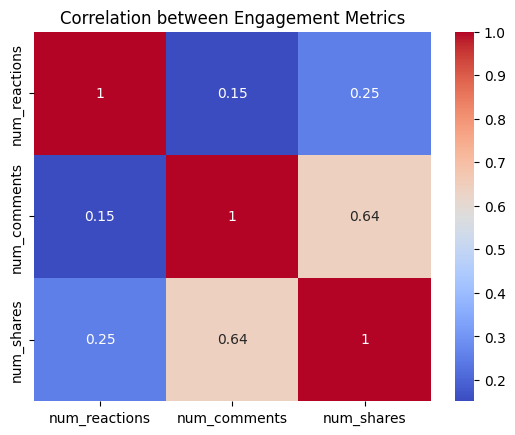 Correlation between Engagement Metrics
num_reactions
1
0.15
0.25
num_comments
0.15
1
0.64
num_shares
0.25
0.64
1
num_reactions
num_comments
num_shares
1.0
0.9
0.8
0.7
0.6
0.5
0.4
0.3
0.2